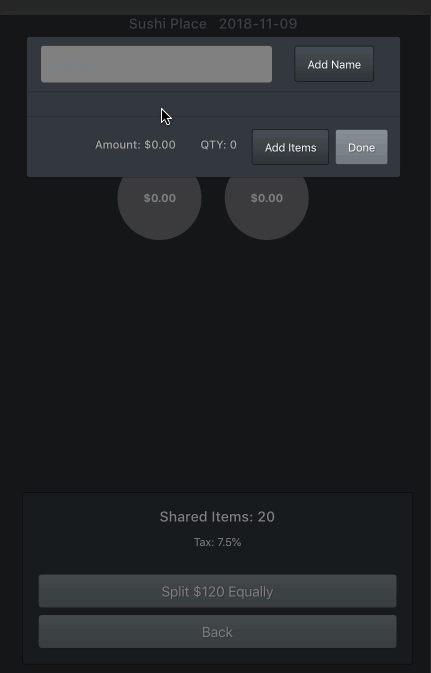 Sushi Place 2018-11-09
Add Name
Amount: $0.00 QTY: 0 Add Items Done
$0.00 $0.00
Shared Items: 20
Tax: 7.5%
Split $120 Equally
Back